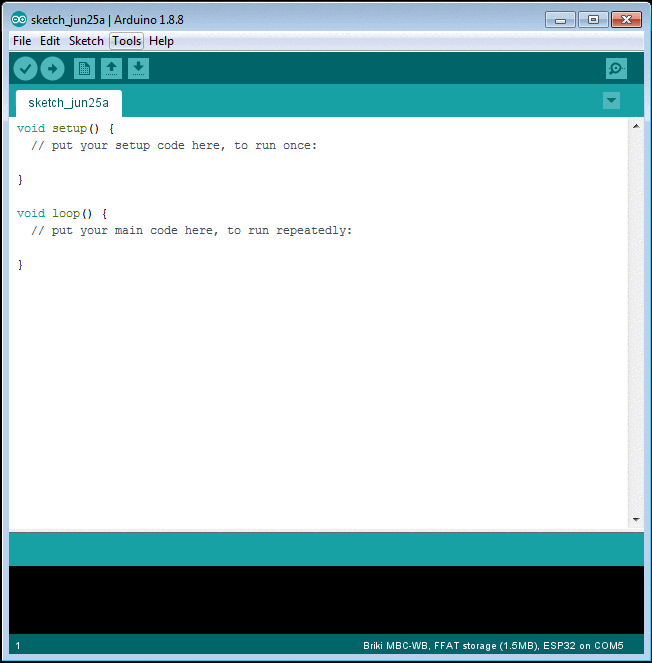 sketch_jun25a | Arduino 1.8.8
File Edit Sketch Tools Help
sketch_jun25a
void setup() {
  // put your setup code here, to run once:
}
void loop() {
  // put your main code here, to run repeatedly:
}
1 Briki MBC-WB, FFAT storage (1.5MB), ESP32 on COM5